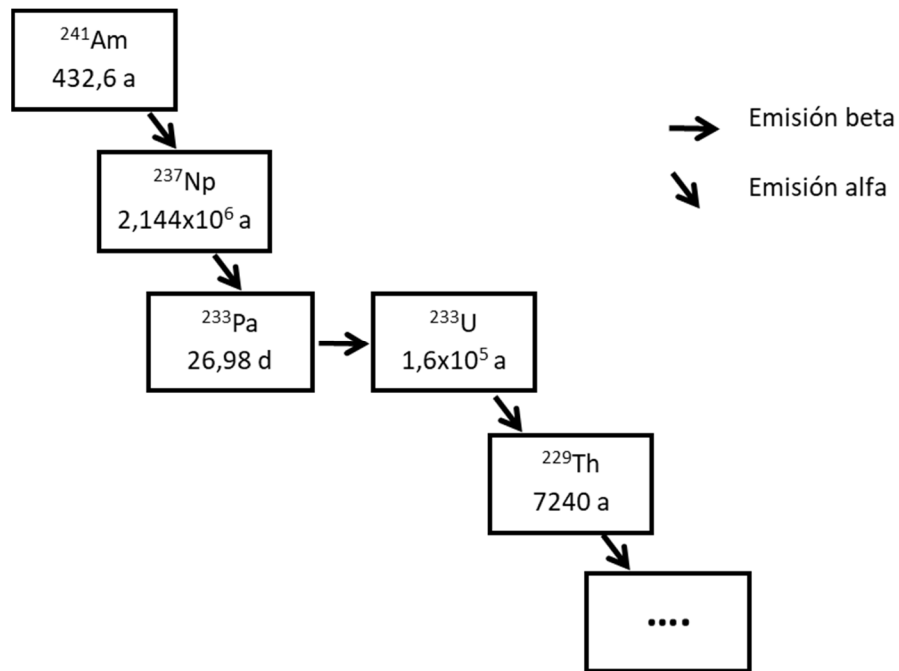 ²⁴¹Am
432,6 a
Emisión beta
²³⁷Np
2,144x10⁶ a
Emisión alfa
²³³Pa
26,98 d
²³³U
1,6x10⁵ a
²²⁹Th
7240 a
....